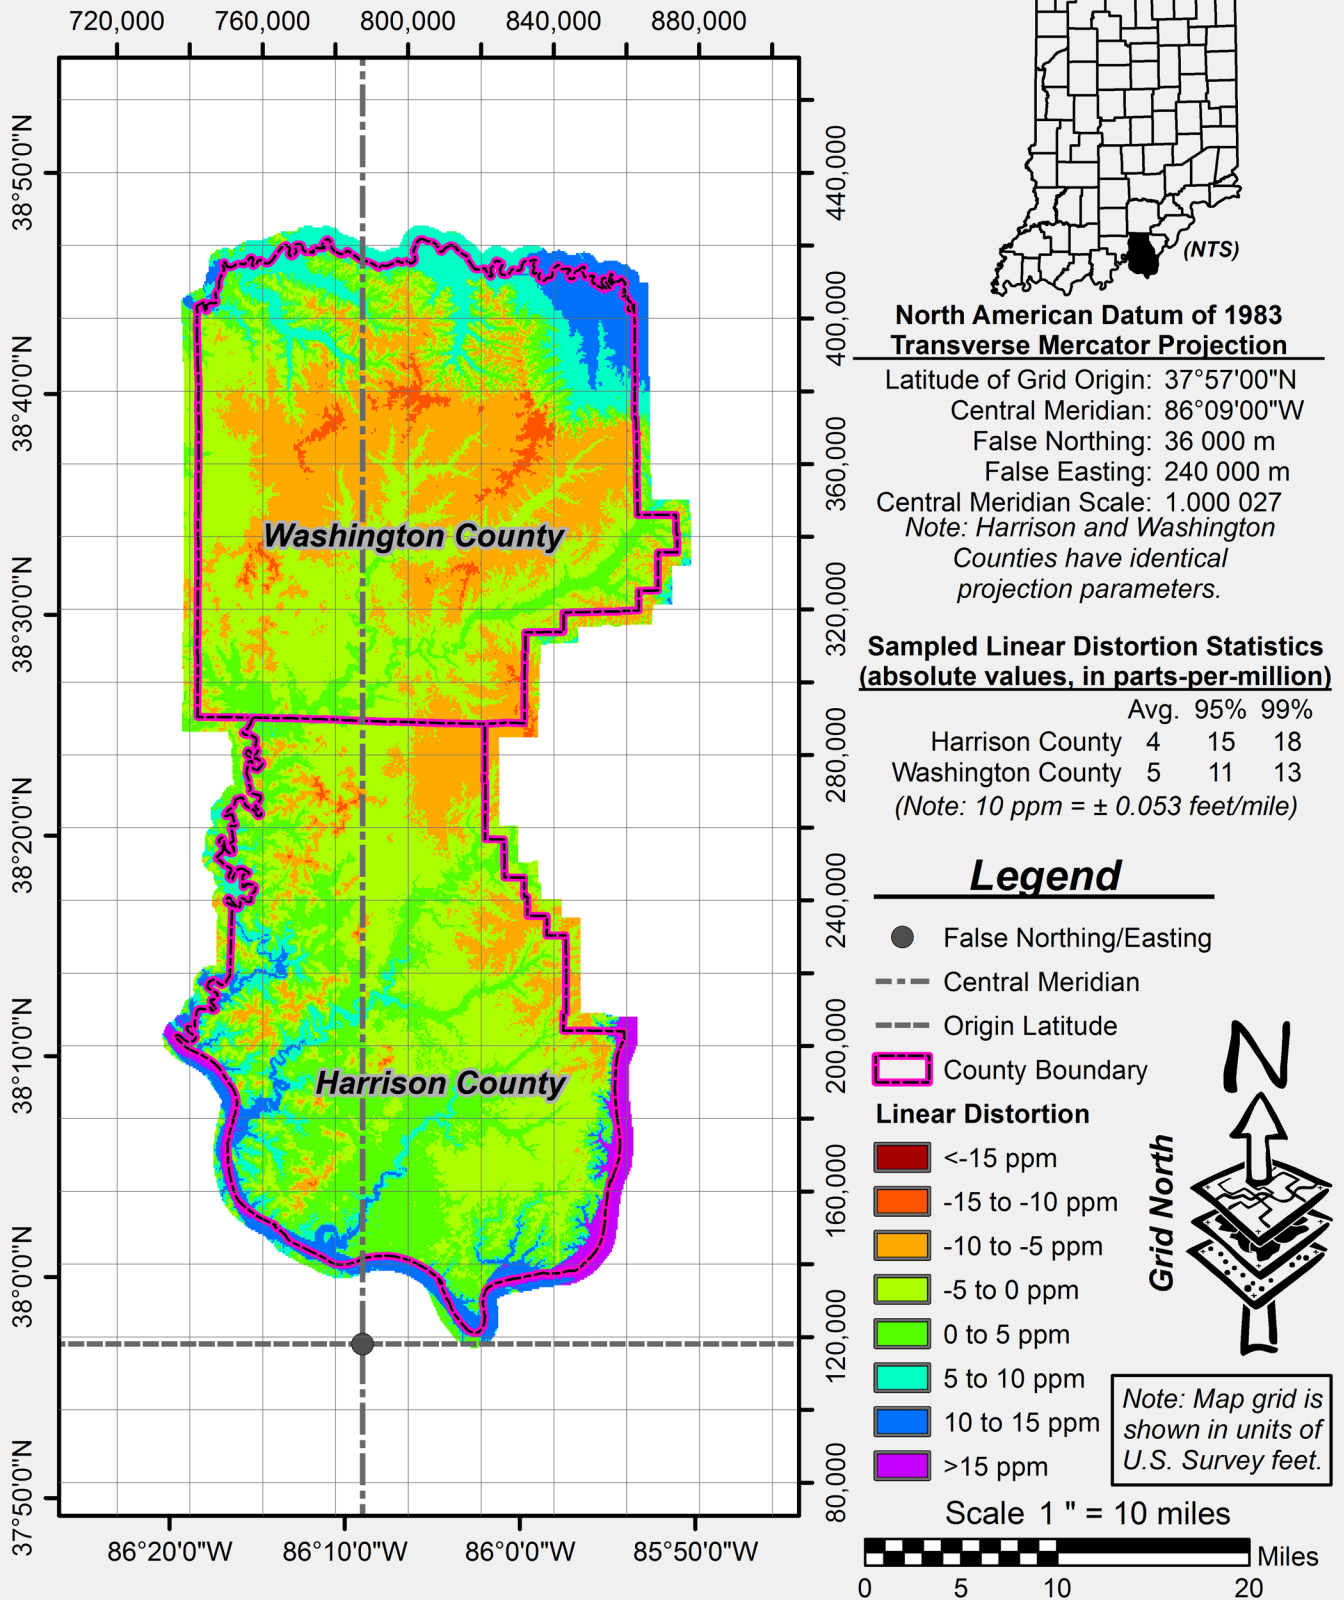 720,000 760,000 800,000 840,000 880,000
38°50'0"N
38°40'0"N
38°30'0"N
38°20'0"N
38°10'0"N
38°0'0"N
37°50'0"N
Washington County
Harrison County
440,000
400,000
360,000
320,000
280,000
240,000
200,000
160,000
120,000
80,000
86°20'0"W 86°10'0"W 86°00'0"W 85°50'0"W
(NTS)
North American Datum of 1983
Transverse Mercator Projection
Latitude of Grid Origin: 37°57'00"N
Central Meridian: 86°09'00"W
False Northing: 36 000 m
False Easting: 240 000 m
Central Meridian Scale: 1.000 027
Note: Harrison and Washington
Counties have identical
projection parameters.
Sampled Linear Distortion Statistics
(absolute values, in parts-per-million)
Avg. 95% 99%
Harrison County 4 15 18
Washington County 5 11 13
(Note: 10 ppm = ± 0.053 feet/mile)
Legend
False Northing/Easting
Central Meridian
Origin Latitude
County Boundary
Linear Distortion
<-15 ppm
-15 to -10 ppm
-10 to -5 ppm
-5 to 0 ppm
0 to 5 ppm
5 to 10 ppm
10 to 15 ppm
>15 ppm
N
Grid North
Note: Map grid is
shown in units of
U.S. Survey feet.
Scale 1 " = 10 miles
Miles
0 5 10 20